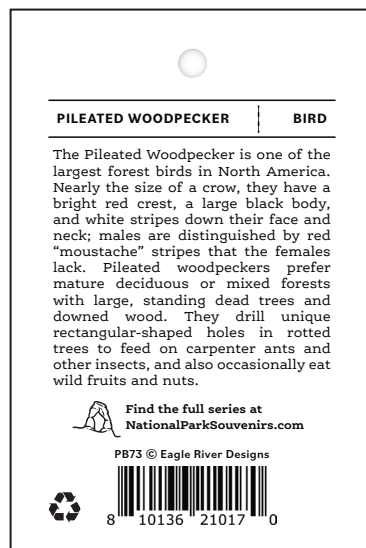 PILEATED WOODPECKER BIRD
The Pileated Woodpecker is one of the
largest forest birds in North America.
Nearly the size of a crow, they have a
bright red crest, a large black body,
and white stripes down their face and
neck; males are distinguished by red
“moustache” stripes that the females
lack. Pileated woodpeckers prefer
mature deciduous or mixed forests
with large, standing dead trees and
downed wood. They drill unique
rectangular-shaped holes in rotted
trees to feed on carpenter ants and
other insects, and also occasionally eat
wild fruits and nuts.
Find the full series at
NationalParkSouvenirs.com
PB73 © Eagle River Designs
8 10136 21017 0